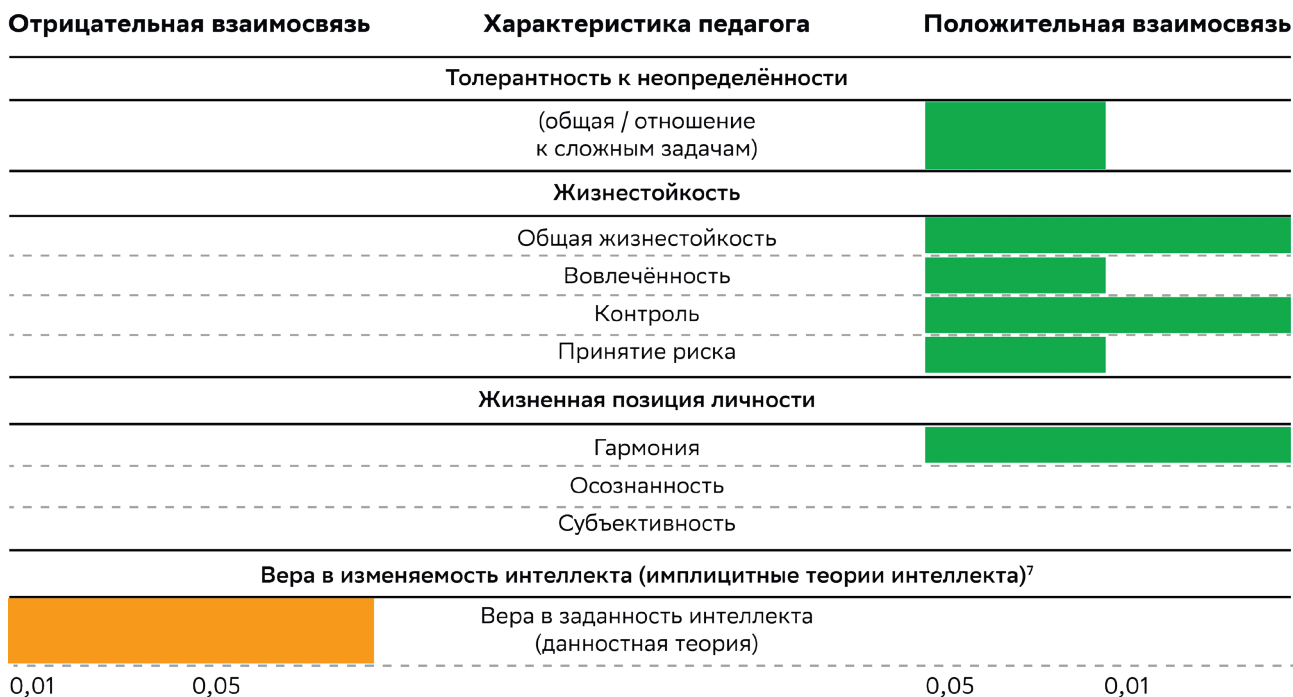 Отрицательная взаимосвязь Характеристика педагога Положительная взаимосвязь
Толерантность к неопределённости
(общая / отношение
к сложным задачам)
Жизнестойкость
Общая жизнестойкость
Вовлечённость
Контроль
Принятие риска
Жизненная позиция личности
Гармония
Осознанность
Субъективность
Вера в изменяемость интеллекта (имплицитные теории интеллекта)⁷
Вера в заданность интеллекта
(данностная теория)
0,01 0,05 0,05 0,01